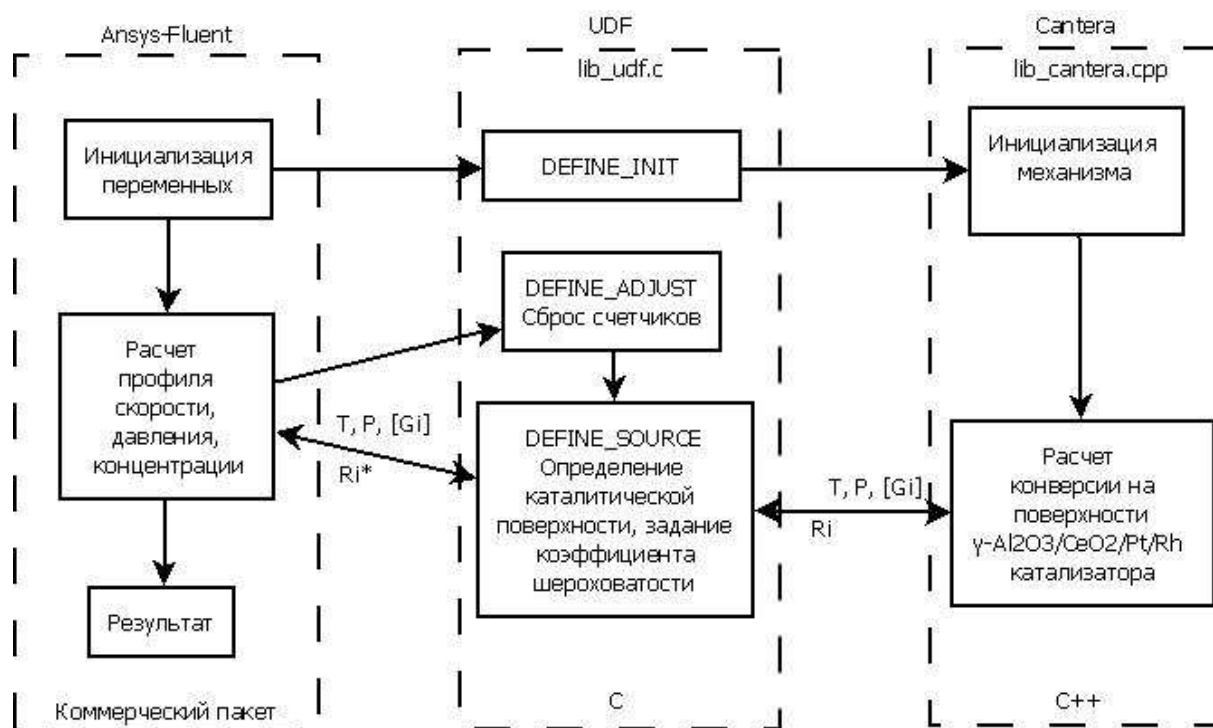 Ansys-Fluent
UDF
Cantera
lib_udf.c
lib_cantera.cpp
Инициализация
переменных
DEFINE_INIT
Инициализация
механизма
DEFINE_ADJUST
Сброс счетчиков
Расчет
профиля
скорости,
давления,
концентрации
T, P, [Gi]
Ri*
DEFINE_SOURCE
Определение
каталитической
поверхности, задание
коэффициента
шероховатости
T, P, [Gi]
Ri
Расчет
конверсии на
поверхности
γ-Al2O3/CeO2/Pt/Rh
катализатора
Результат
Коммерческий пакет
C
C++